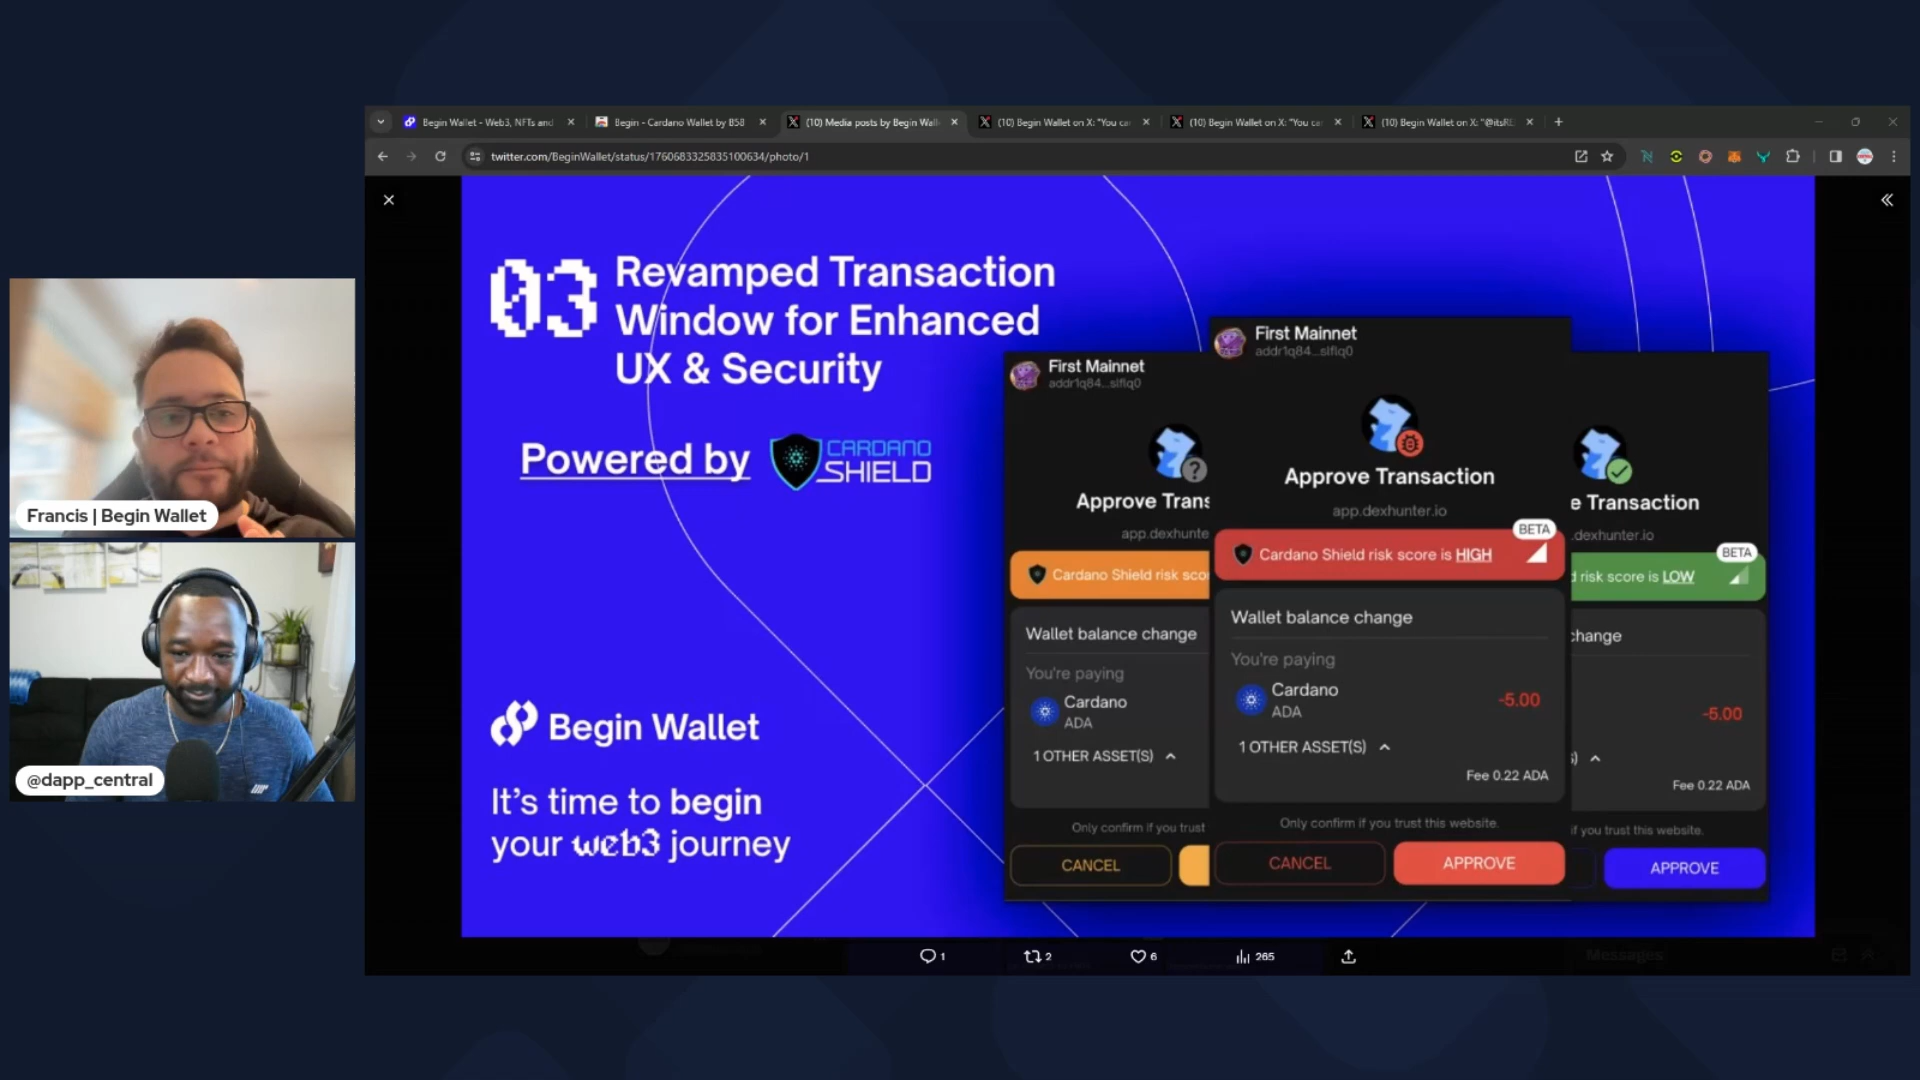 Begin Wallet - Web3, NFTs and
Begin - Cardano Wallet by B58
(10) Media posts by Begin Wall
(10) Begin Wallet on X: "You ca
(10) Begin Wallet on X: "You ca
(10) Begin Wallet on X: "@itsRE
twitter.com/BeginWallet/status/1760683325835100634/photo/1
03
Revamped Transaction
Window for Enhanced
UX & Security
Powered by
CARDANO
SHIELD
Begin Wallet
It's time to begin
your web3 journey
First Mainnet
addr1q84...slflq0
Approve Trans
app.dexhunte
Cardano Shield risk sco
Wallet balance change
You're paying
Cardano
ADA
1 OTHER ASSET(S)
Only confirm if you trust
CANCEL
First Mainnet
addr1q84...slflq0
Approve Transaction
app.dexhunter.io
BETA
Cardano Shield risk score is HIGH
Wallet balance change
You're paying
Cardano
ADA
-5.00
1 OTHER ASSET(S)
Fee 0.22 ADA
Only confirm if you trust this website.
CANCEL
APPROVE
e Transaction
.dexhunter.io
BETA
d risk score is LOW
change
-5.00
Fee 0.22 ADA
if you trust this website.
APPROVE
1
2
6
265
Messages
Francis | Begin Wallet
@dapp_central